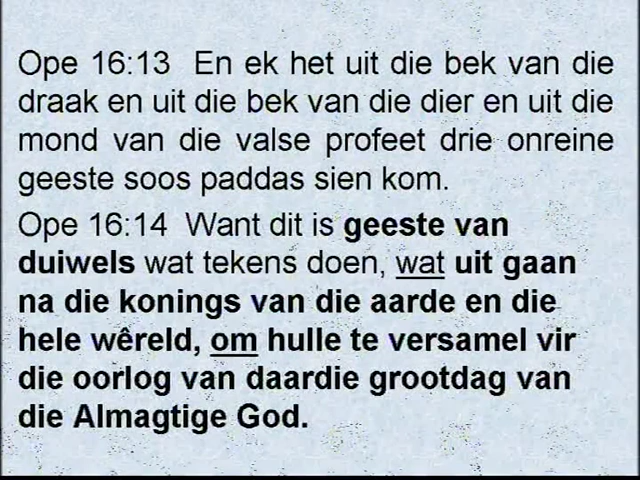 Ope 16:13  En ek het uit die bek van die
draak en uit die bek van die dier en uit die
mond van die valse profeet drie onreine
geeste soos paddas sien kom.
Ope 16:14  Want dit is geeste van
duiwels wat tekens doen, wat uit gaan
na die konings van die aarde en die
hele wêreld, om hulle te versamel vir
die oorlog van daardie grootdag van
die Almagtige God.